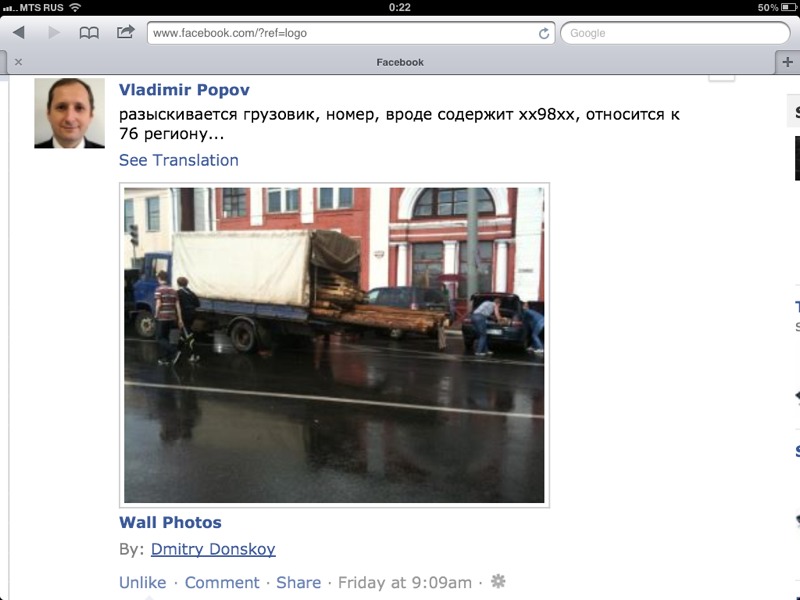 MTS RUS
0:22
50%
www.facebook.com/?ref=logo
Google
Facebook
Vladimir Popov
разыскивается грузовик, номер, вроде содержит хх98хх, относится к
76 региону...
See Translation
Wall Photos
By: Dmitry Donskoy
Unlike · Comment · Share · Friday at 9:09am ·